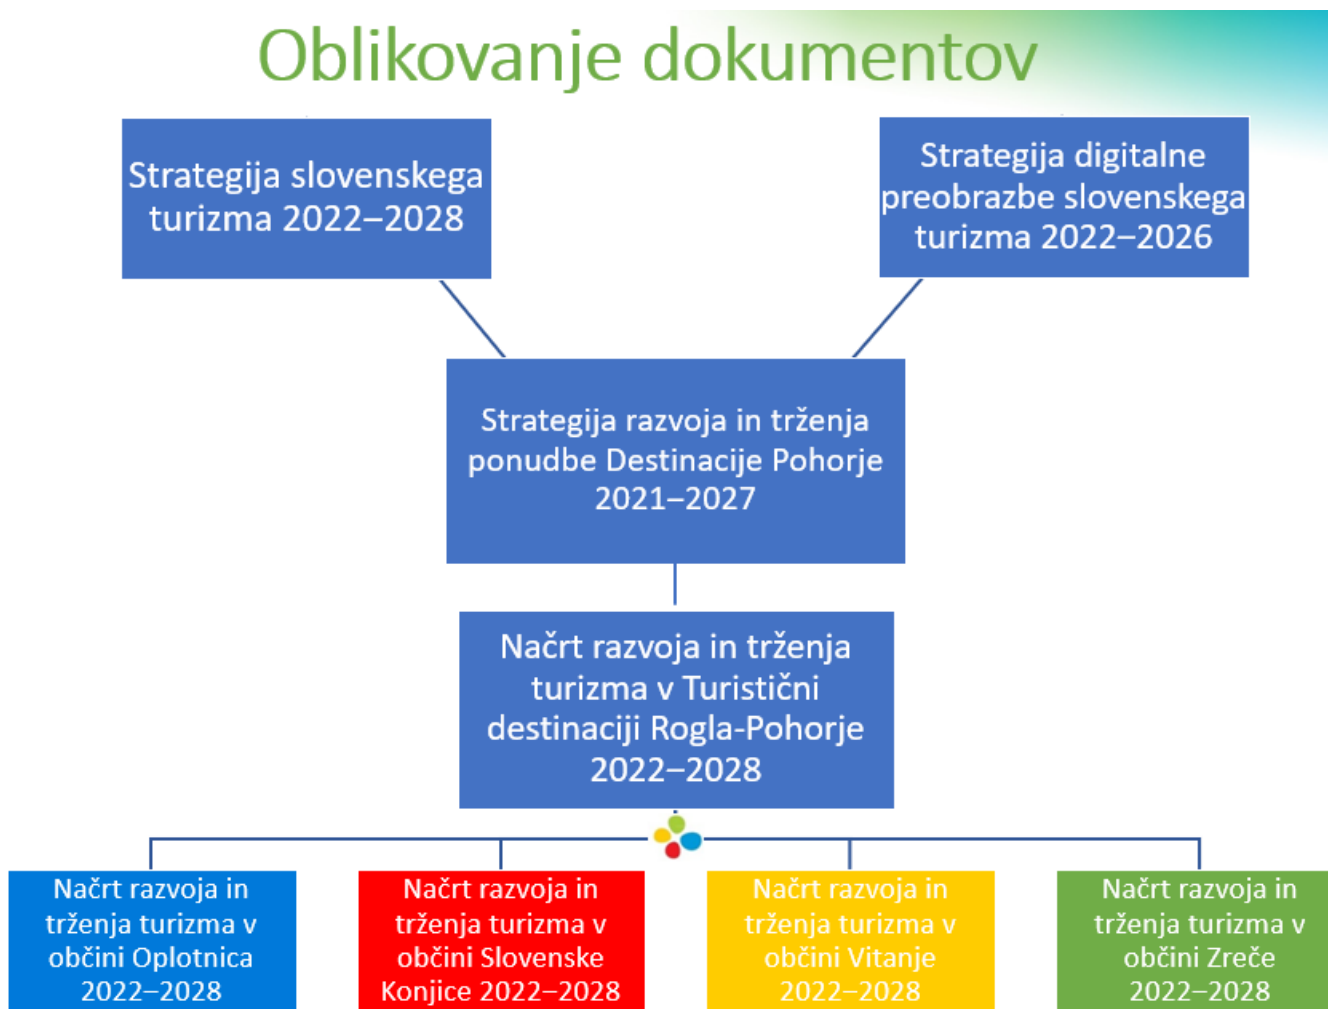 Oblikovanje dokumentov
Strategija slovenskega
turizma 2022–2028
Strategija digitalne
preobrazbe slovenskega
turizma 2022–2026
Strategija razvoja in trženja
ponudbe Destinacije Pohorje
2021–2027
Načrt razvoja in trženja
turizma v Turistični
destinaciji Rogla-Pohorje
2022–2028
Načrt razvoja in
trženja turizma v
občini Oplotnica
2022–2028
Načrt razvoja in
trženja turizma v
občini Slovenske
Konjice 2022–2028
Načrt razvoja in
trženja turizma v
občini Vitanje
2022–2028
Načrt razvoja in
trženja turizma v
občini Zreče
2022–2028